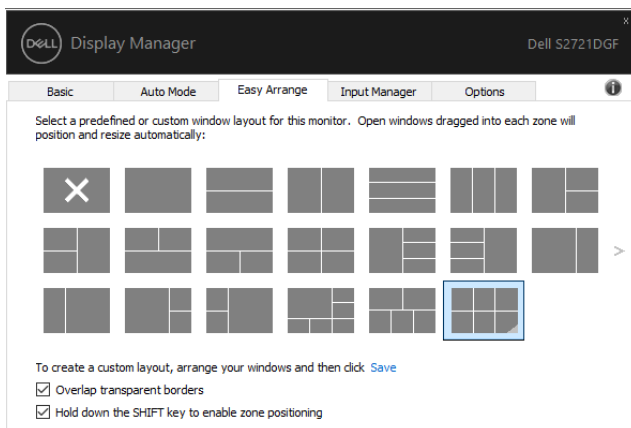 x
DELL Display Manager Dell S2721DGF
Basic Auto Mode Easy Arrange Input Manager Options
Select a predefined or custom window layout for this monitor. Open windows dragged into each zone will
position and resize automatically:
To create a custom layout, arrange your windows and then click Save
Overlap transparent borders
Hold down the SHIFT key to enable zone positioning